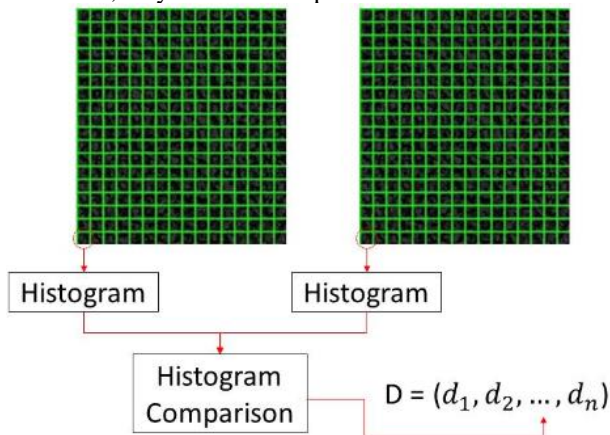 Histogram
Histogram
Histogram
Comparison
D = (d₁, d₂, ..., dₙ)